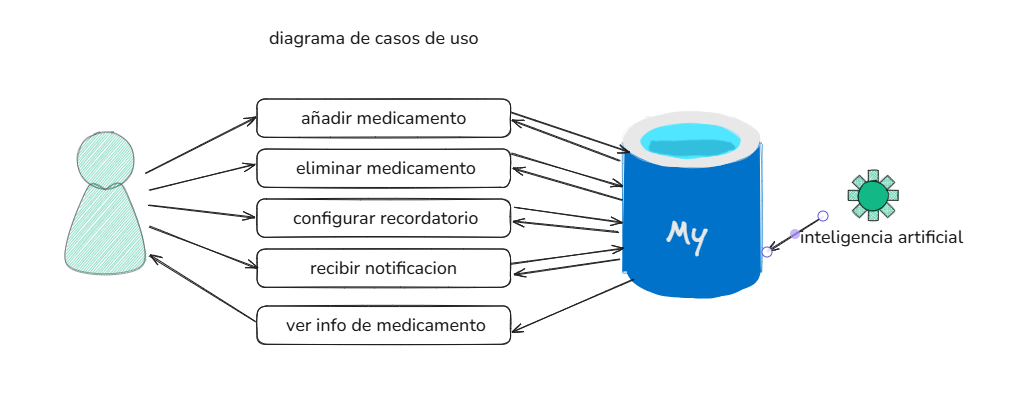 diagrama de casos de uso
añadir medicamento
eliminar medicamento
configurar recordatorio
recibir notificacion
ver info de medicamento
My
inteligencia artificial